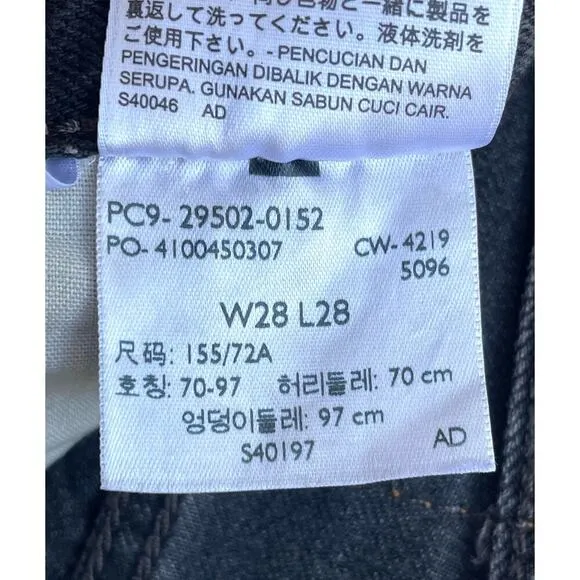 裏返して洗ってください。液体洗剤を
ご使用下さい。- PENCUCIAN DAN
PENGERINGAN DIBALIK DENGAN WARNA
SERUPA. GUNAKAN SABUN CUCI CAIR.
S40046 AD
PC9- 29502-0152
PO- 4100450307 CW- 4219
5096
W28 L28
尺码: 155/72A
호칭: 70-97 허리둘레: 70 cm
엉덩이둘레: 97 cm
S40197 AD